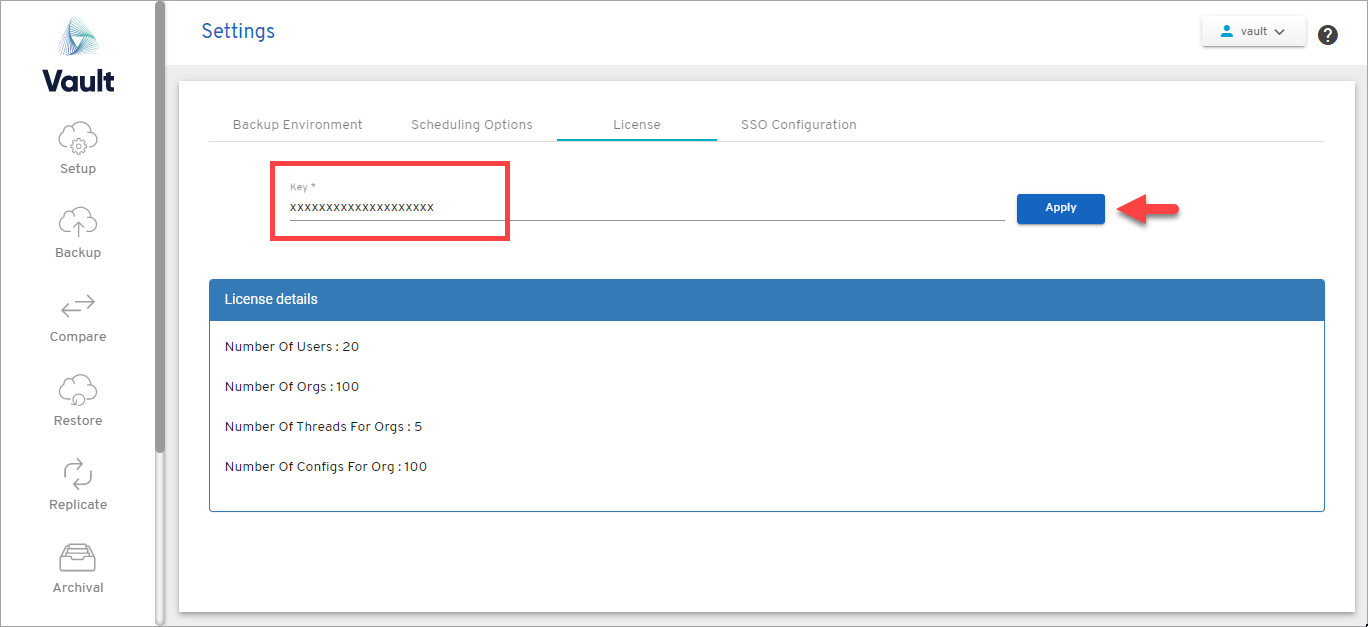 Vault
Setup
Backup
Compare
Restore
Replicate
Archival
Settings
vault
?
Backup Environment
Scheduling Options
License
SSO Configuration
Key *
xxxxxxxxxxxxxxxxxxxx
Apply
License details
Number Of Users : 20
Number Of Orgs : 100
Number Of Threads For Orgs : 5
Number Of Configs For Org : 100